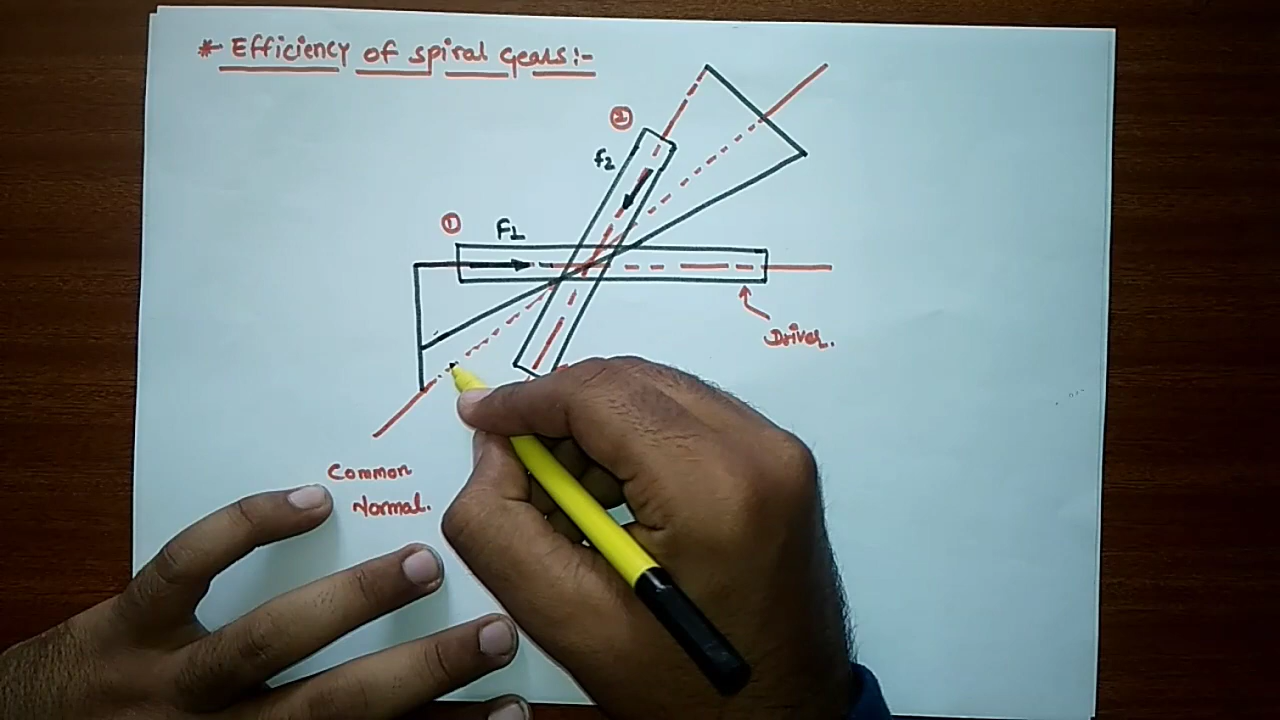 * Efficiency of spiral Gears:-
②
F2
①
F1
Driver.
Common
Normal.